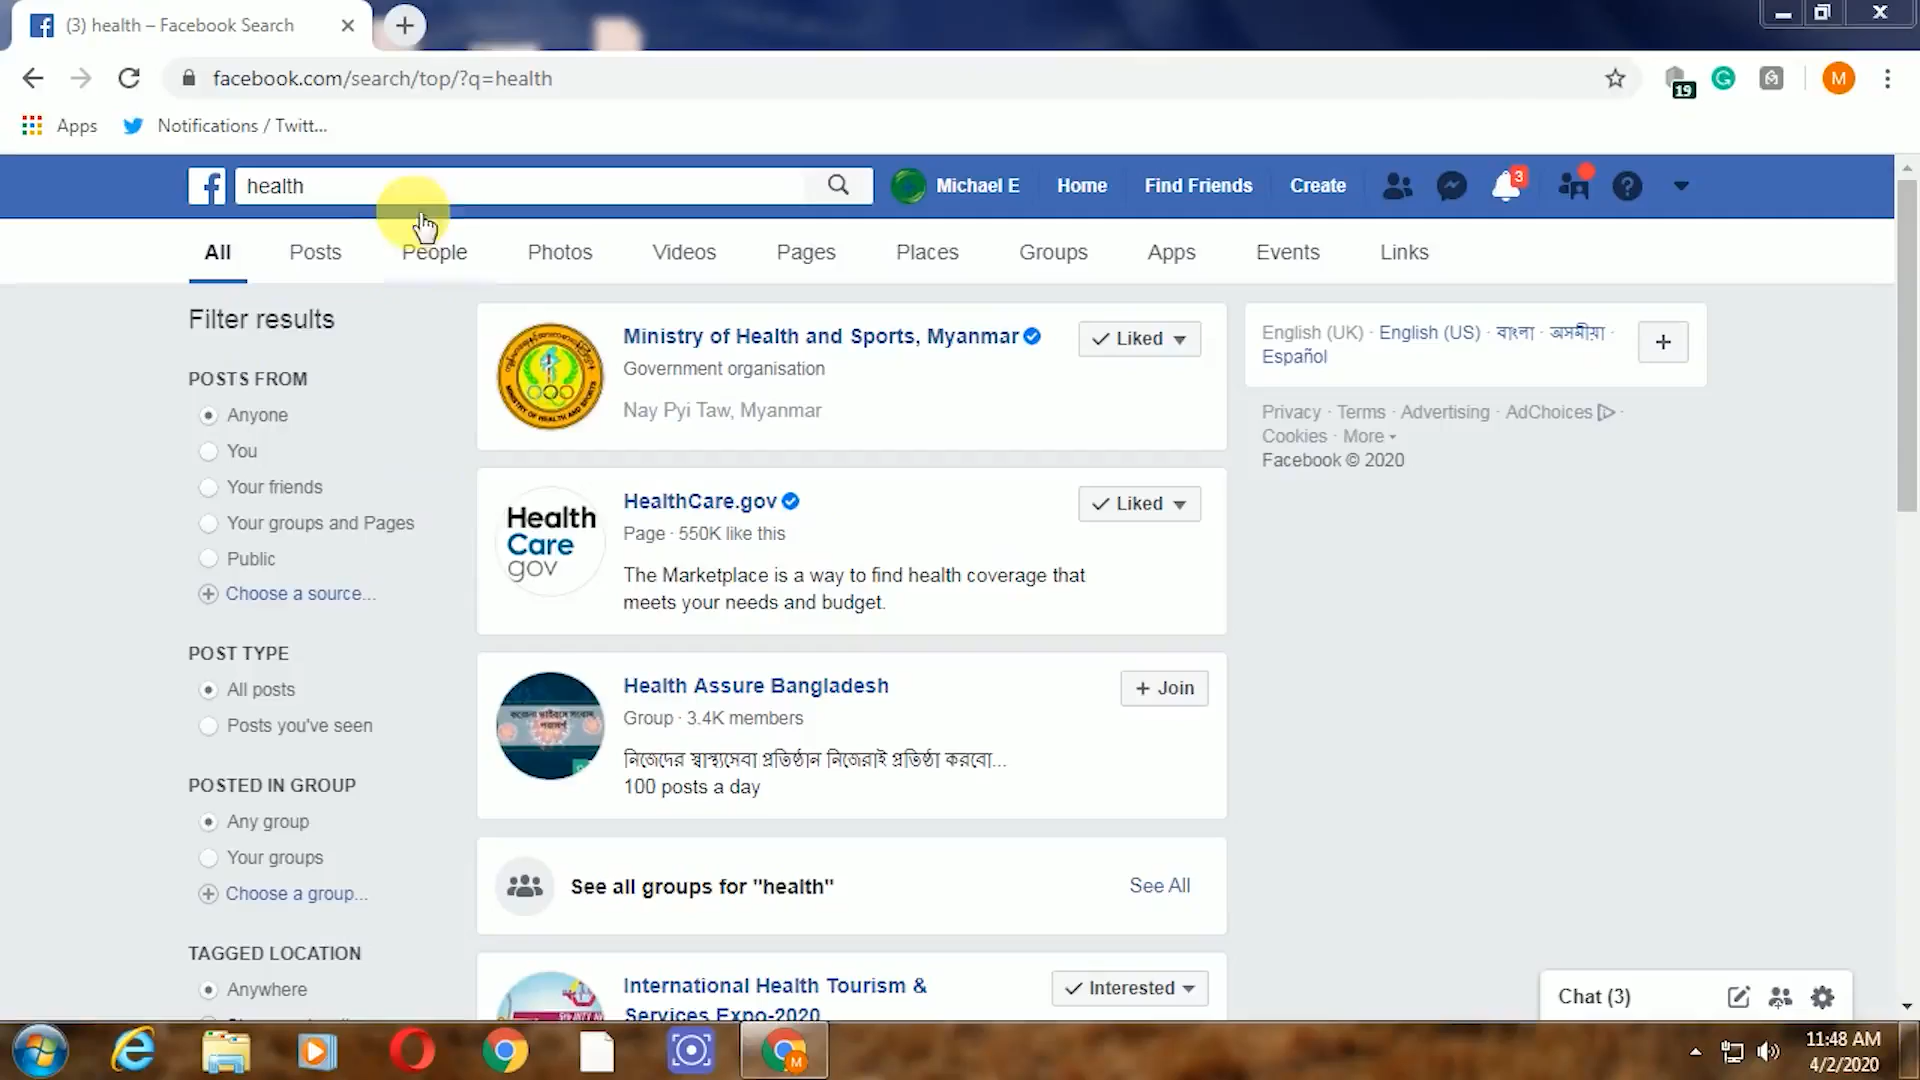 (3) health – Facebook Search
facebook.com/search/top/?q=health
19
M
Apps
Notifications / Twitt...
health
Michael E
Home
Find Friends
Create
3
All
Posts
People
Photos
Videos
Pages
Places
Groups
Apps
Events
Links
Filter results
POSTS FROM
Anyone
You
Your friends
Your groups and Pages
Public
Choose a source...
POST TYPE
All posts
Posts you've seen
POSTED IN GROUP
Any group
Your groups
Choose a group...
TAGGED LOCATION
Anywhere
Ministry of Health and Sports, Myanmar
Liked
Government organisation
Nay Pyi Taw, Myanmar
Health
Care
gov
HealthCare.gov
Liked
Page · 550K like this
The Marketplace is a way to find health coverage that
meets your needs and budget.
Health Assure Bangladesh
Join
Group · 3.4K members
নিজেদের স্বাস্থ্যসেবা প্রতিষ্ঠান নিজেরাই প্রতিষ্ঠা করবো...
100 posts a day
See all groups for "health"
See All
International Health Tourism &
Services Expo-2020
Interested
English (UK) · English (US) · বাংলা · অসমীয়া ·
Español
Privacy · Terms · Advertising · AdChoices ·
Cookies · More
Facebook © 2020
Chat (3)
M
11:48 AM
4/2/2020